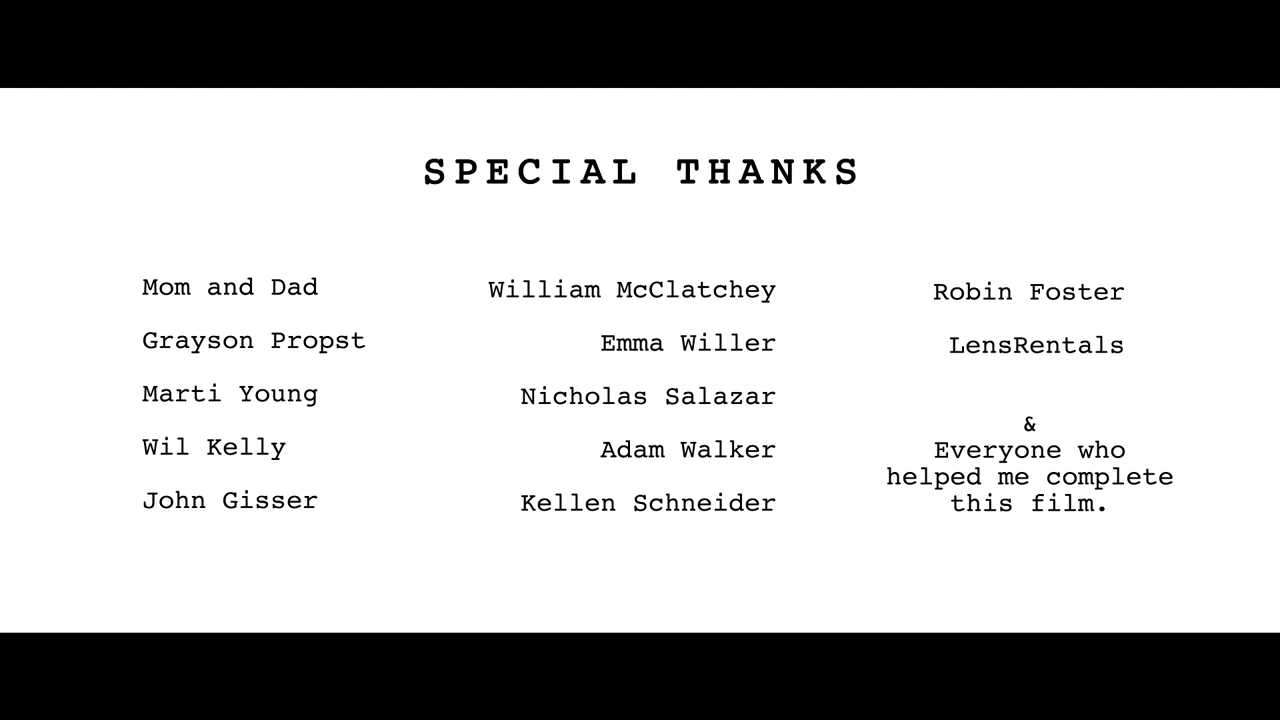 SPECIAL THANKS
Mom and Dad
Grayson Propst
Marti Young
Wil Kelly
John Gisser
William McClatchey
Emma Willer
Nicholas Salazar
Adam Walker
Kellen Schneider
Robin Foster
LensRentals
&
Everyone who
helped me complete
this film.